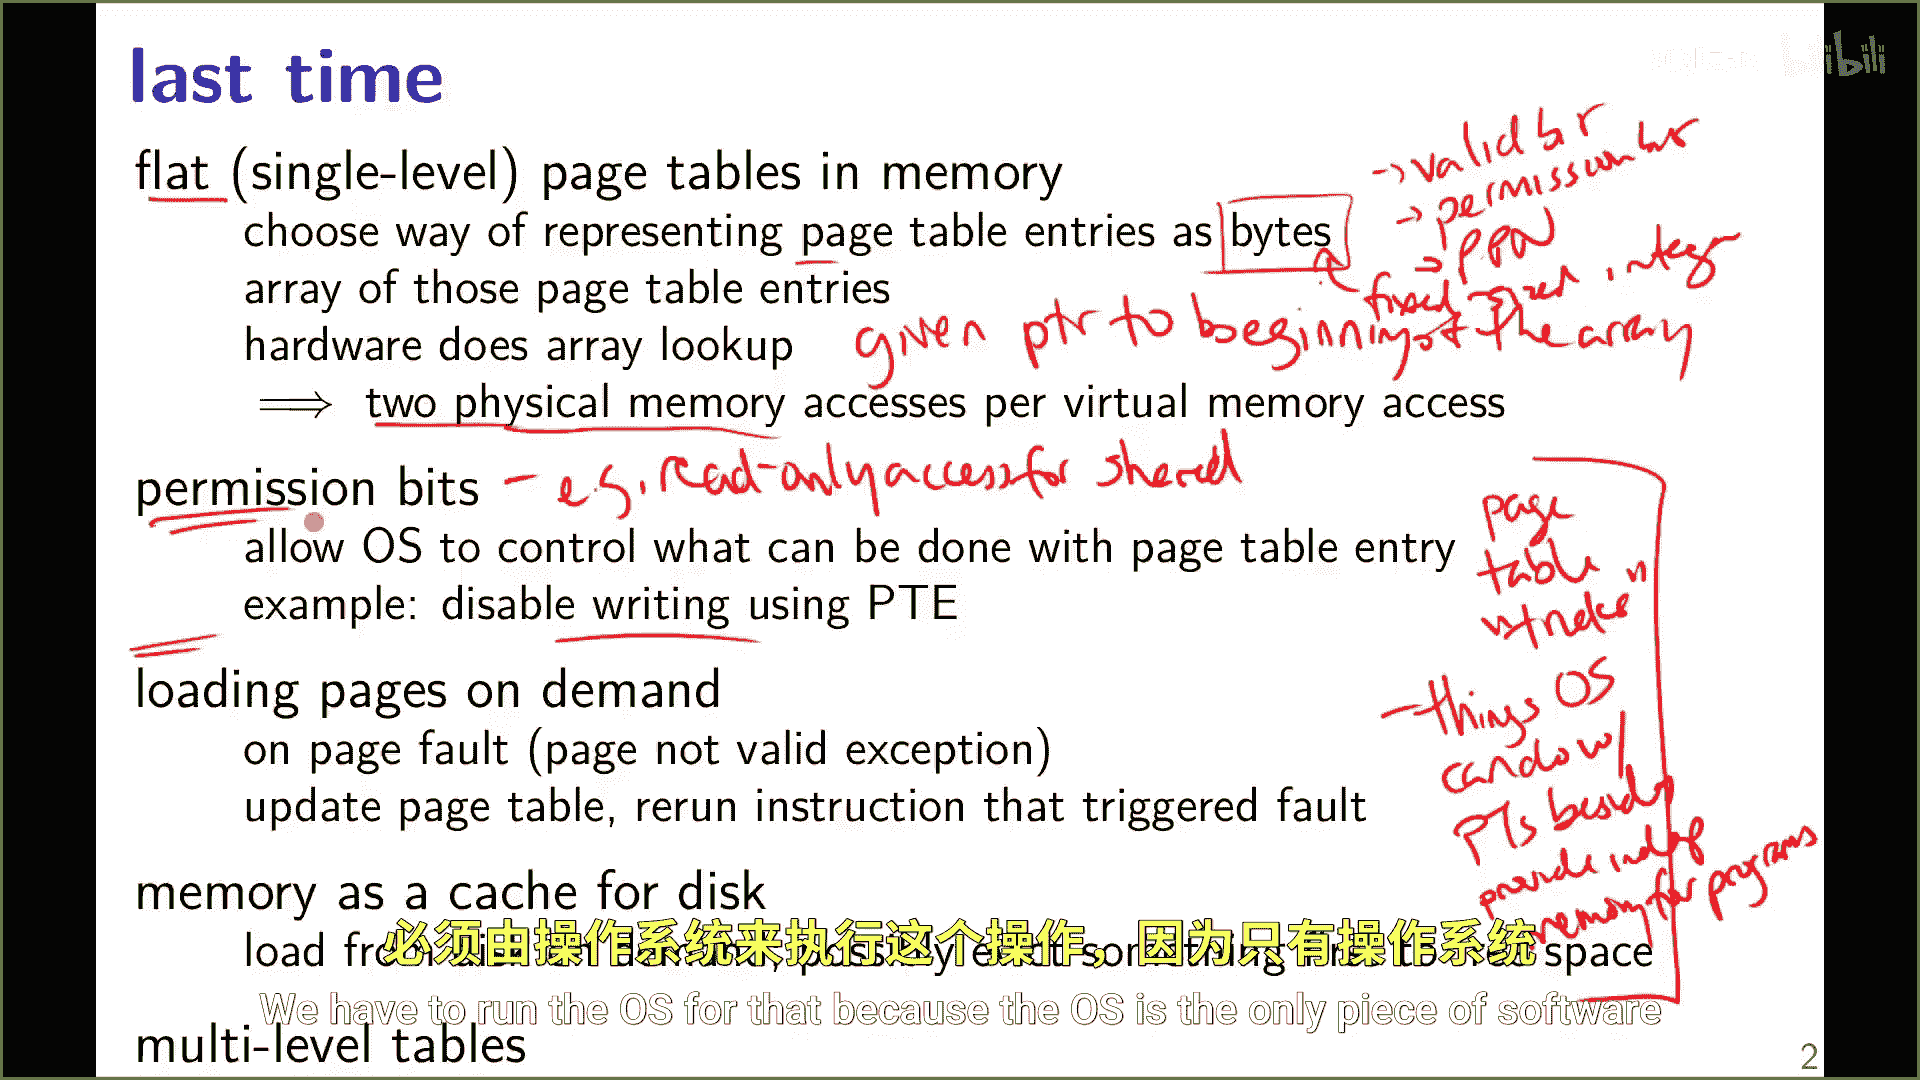 last time
flat (single-level) page tables in memory
choose way of representing page table entries as bytes
array of those page table entries
hardware does array lookup
⟹ two physical memory accesses per virtual memory access
permission bits
allow OS to control what can be done with page table entry
example: disable writing using PTE
loading pages on demand
on page fault (page not valid exception)
update page table, rerun instruction that triggered fault
memory as a cache for disk
load from space
multi-level tables
2
→ valid bit
→ permission bit
→ PPN
fixed-sized integer
given ptr to beginning of the array
- e.g. read-only access for shared
page
table
"tricks"
- things OS
can do w/
PTs besides
provide indep
memory for programs
必须由操作系统来执行这个操作，因为只有操作系统
We have to run the OS for that because the OS is the only piece of software
bilibili